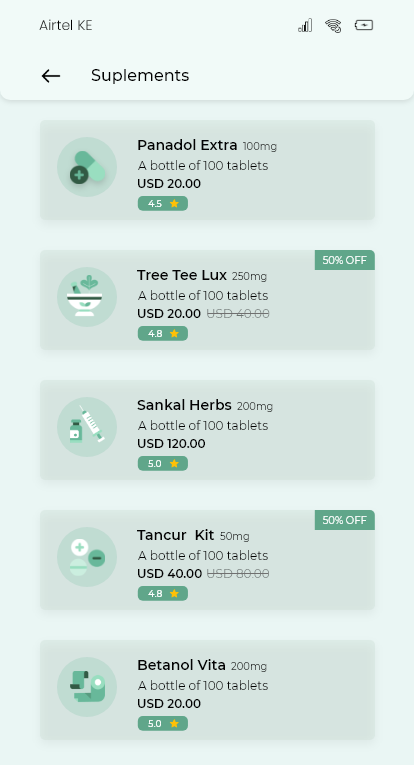 Airtel KE
Suplements
Panadol Extra 100mg
A bottle of 100 tablets
USD 20.00
4.5
50% OFF
Tree Tee Lux 250mg
A bottle of 100 tablets
USD 20.00 USD 40.00
4.8
Sankal Herbs 200mg
A bottle of 100 tablets
USD 120.00
5.0
50% OFF
Tancur Kit 50mg
A bottle of 100 tablets
USD 40.00 USD 80.00
4.8
Betanol Vita 200mg
A bottle of 100 tablets
USD 20.00
5.0